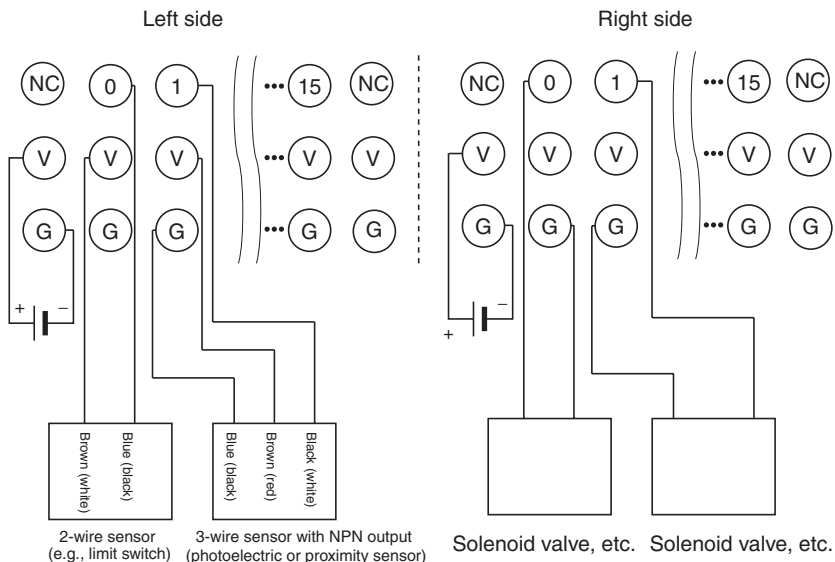 Left side
Right side
NC 0 1 ••• 15 NC
V V V ••• V V
G G G ••• G G
+ −
Brown (white)
Blue (black)
Blue (black)
Brown (red)
Black (white)
2-wire sensor
(e.g., limit switch)
3-wire sensor with NPN output
(photoelectric or proximity sensor)
NC 0 1 ••• 15 NC
V V V ••• V V
G G G ••• G G
+ −
Solenoid valve, etc.
Solenoid valve, etc.